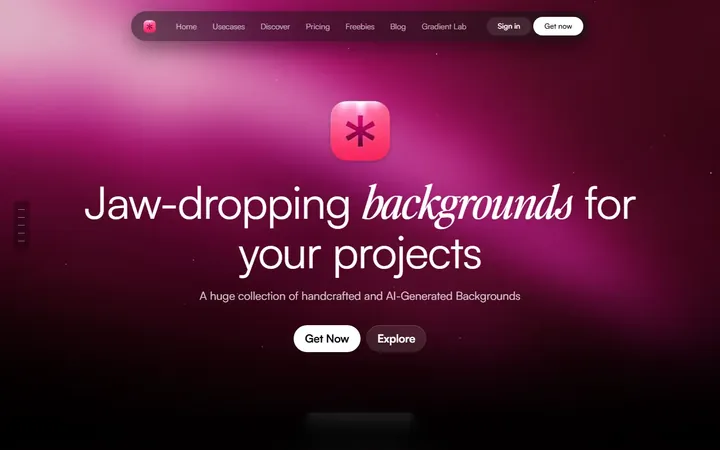 Home Usecases Discover Pricing Freebies Blog Gradient Lab Sign in Get now
Jaw-dropping backgrounds for
your projects
A huge collection of handcrafted and AI-Generated Backgrounds
Get Now Explore